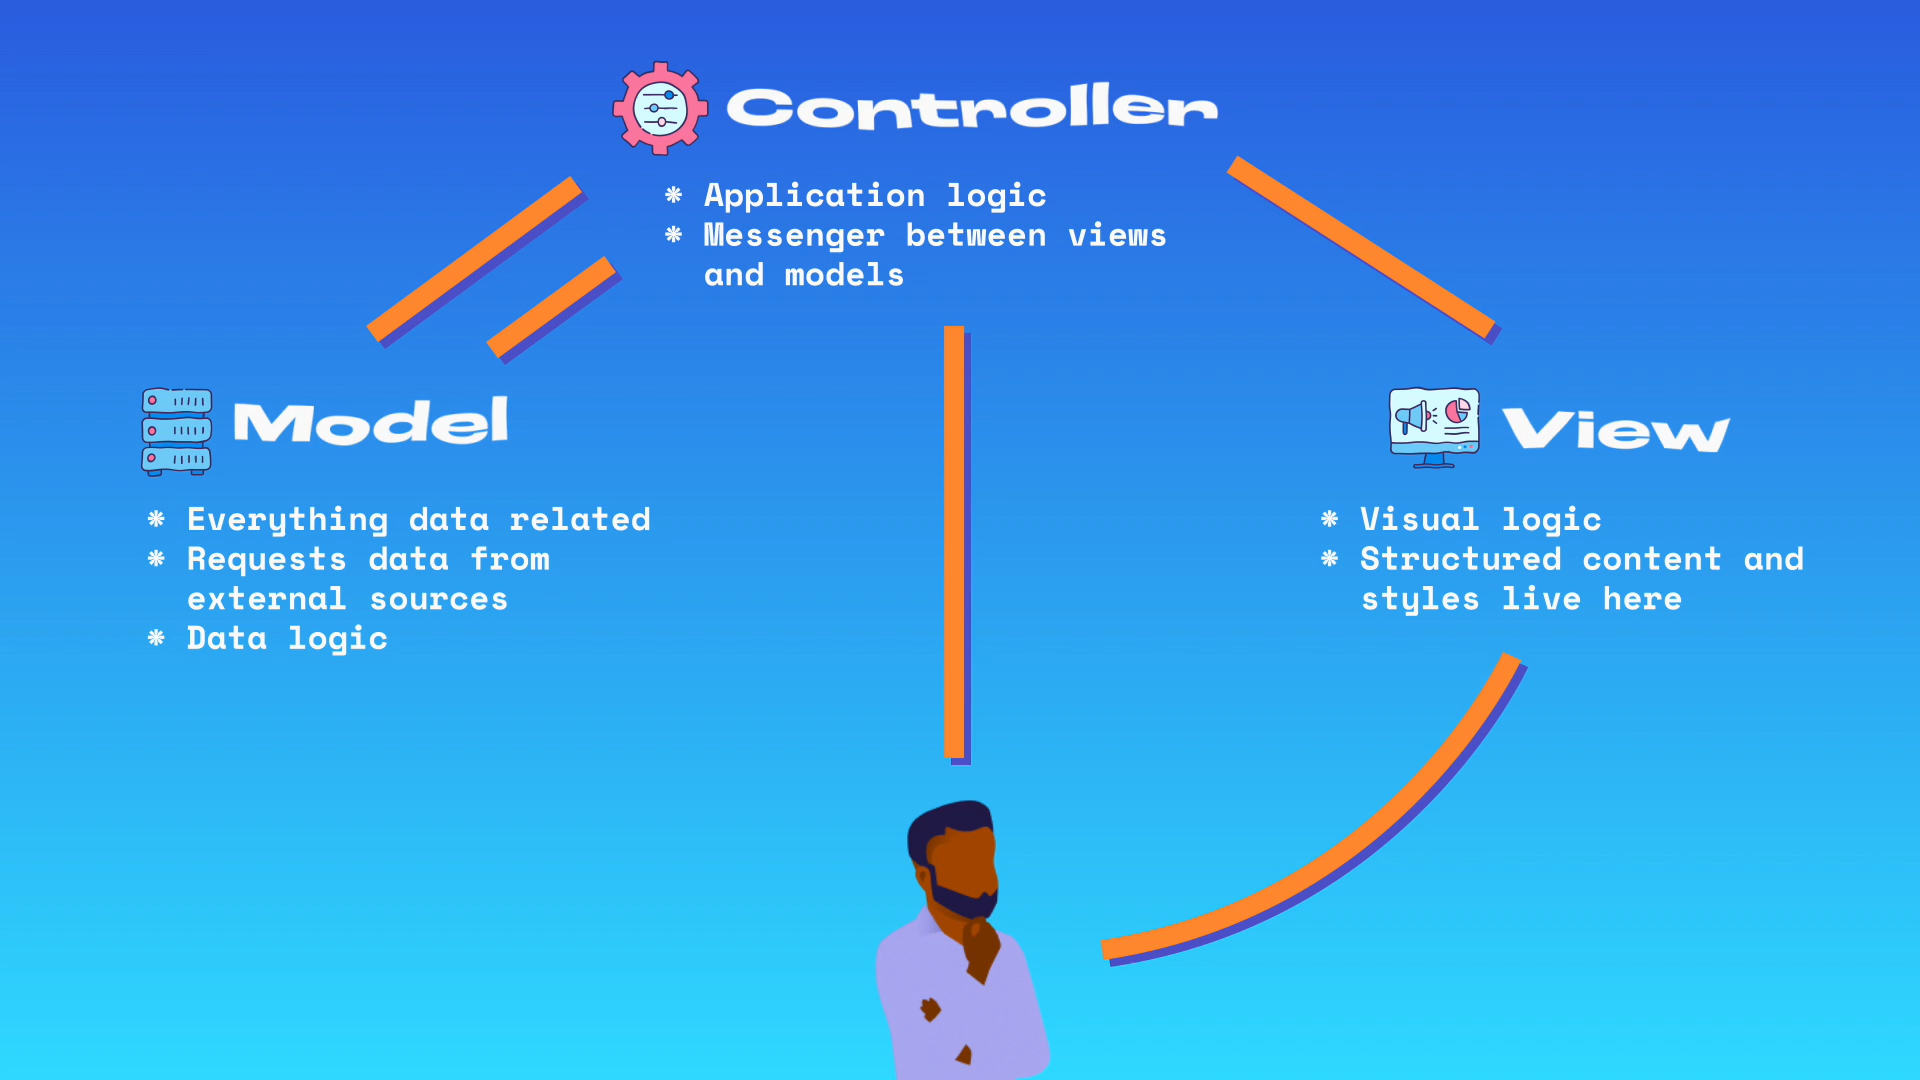 Controller
* Application logic
* Messenger between views
and models
Model
* Everything data related
* Requests data from
external sources
* Data logic
View
* Visual logic
* Structured content and
styles live here